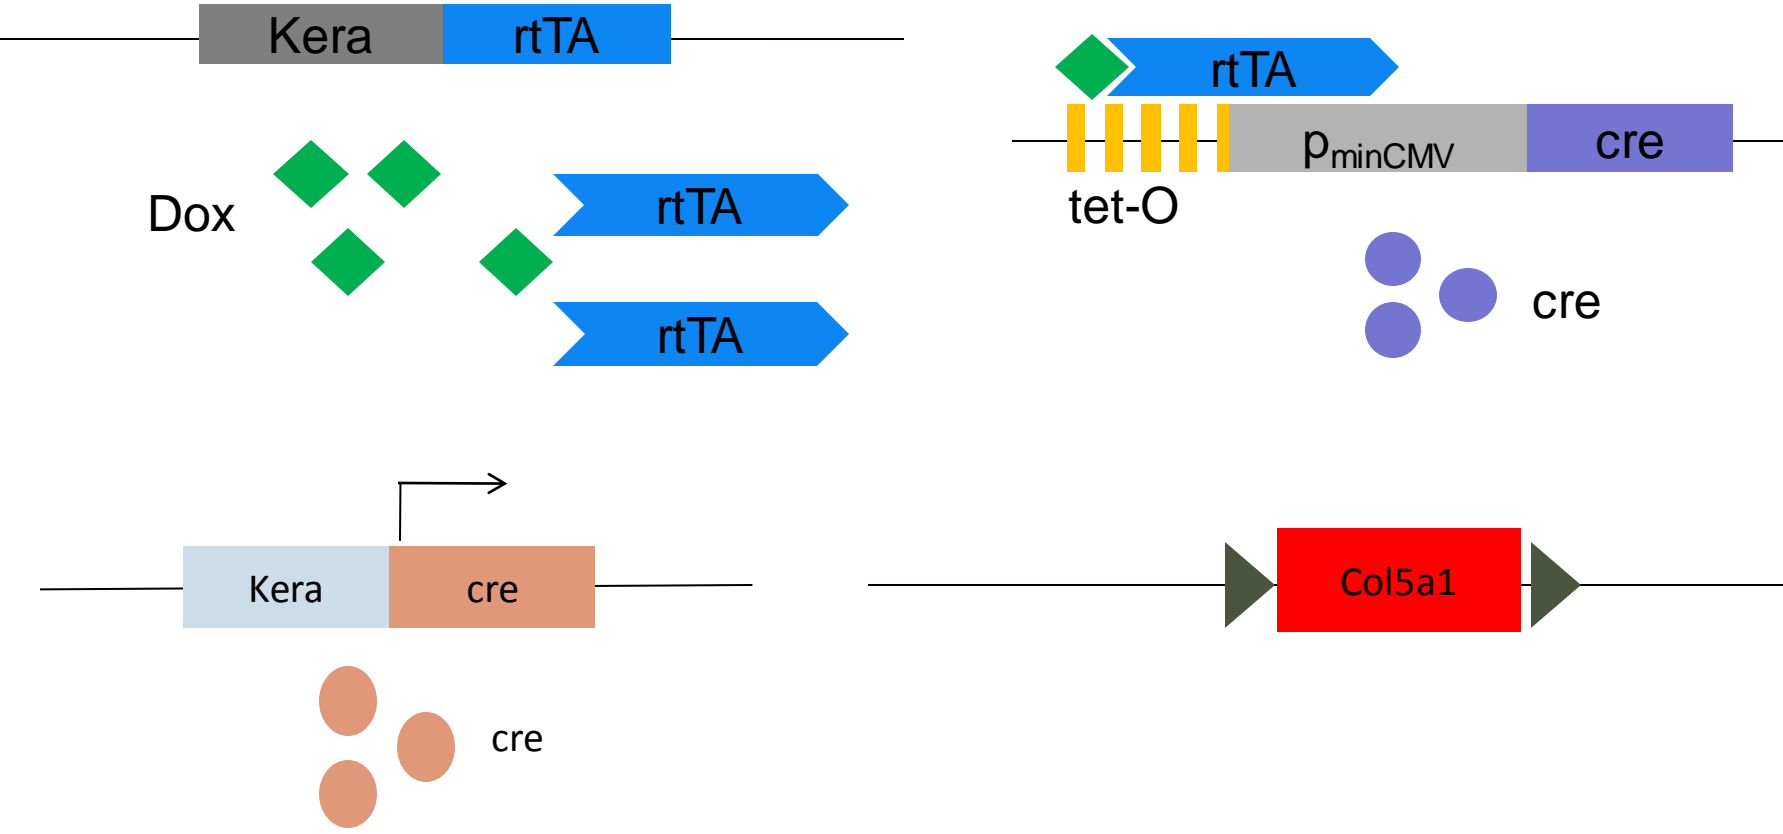 Kera rtTA
rtTA
pminCMV cre
tet-O
Dox
rtTA
rtTA
cre
Kera cre
Col5a1
cre